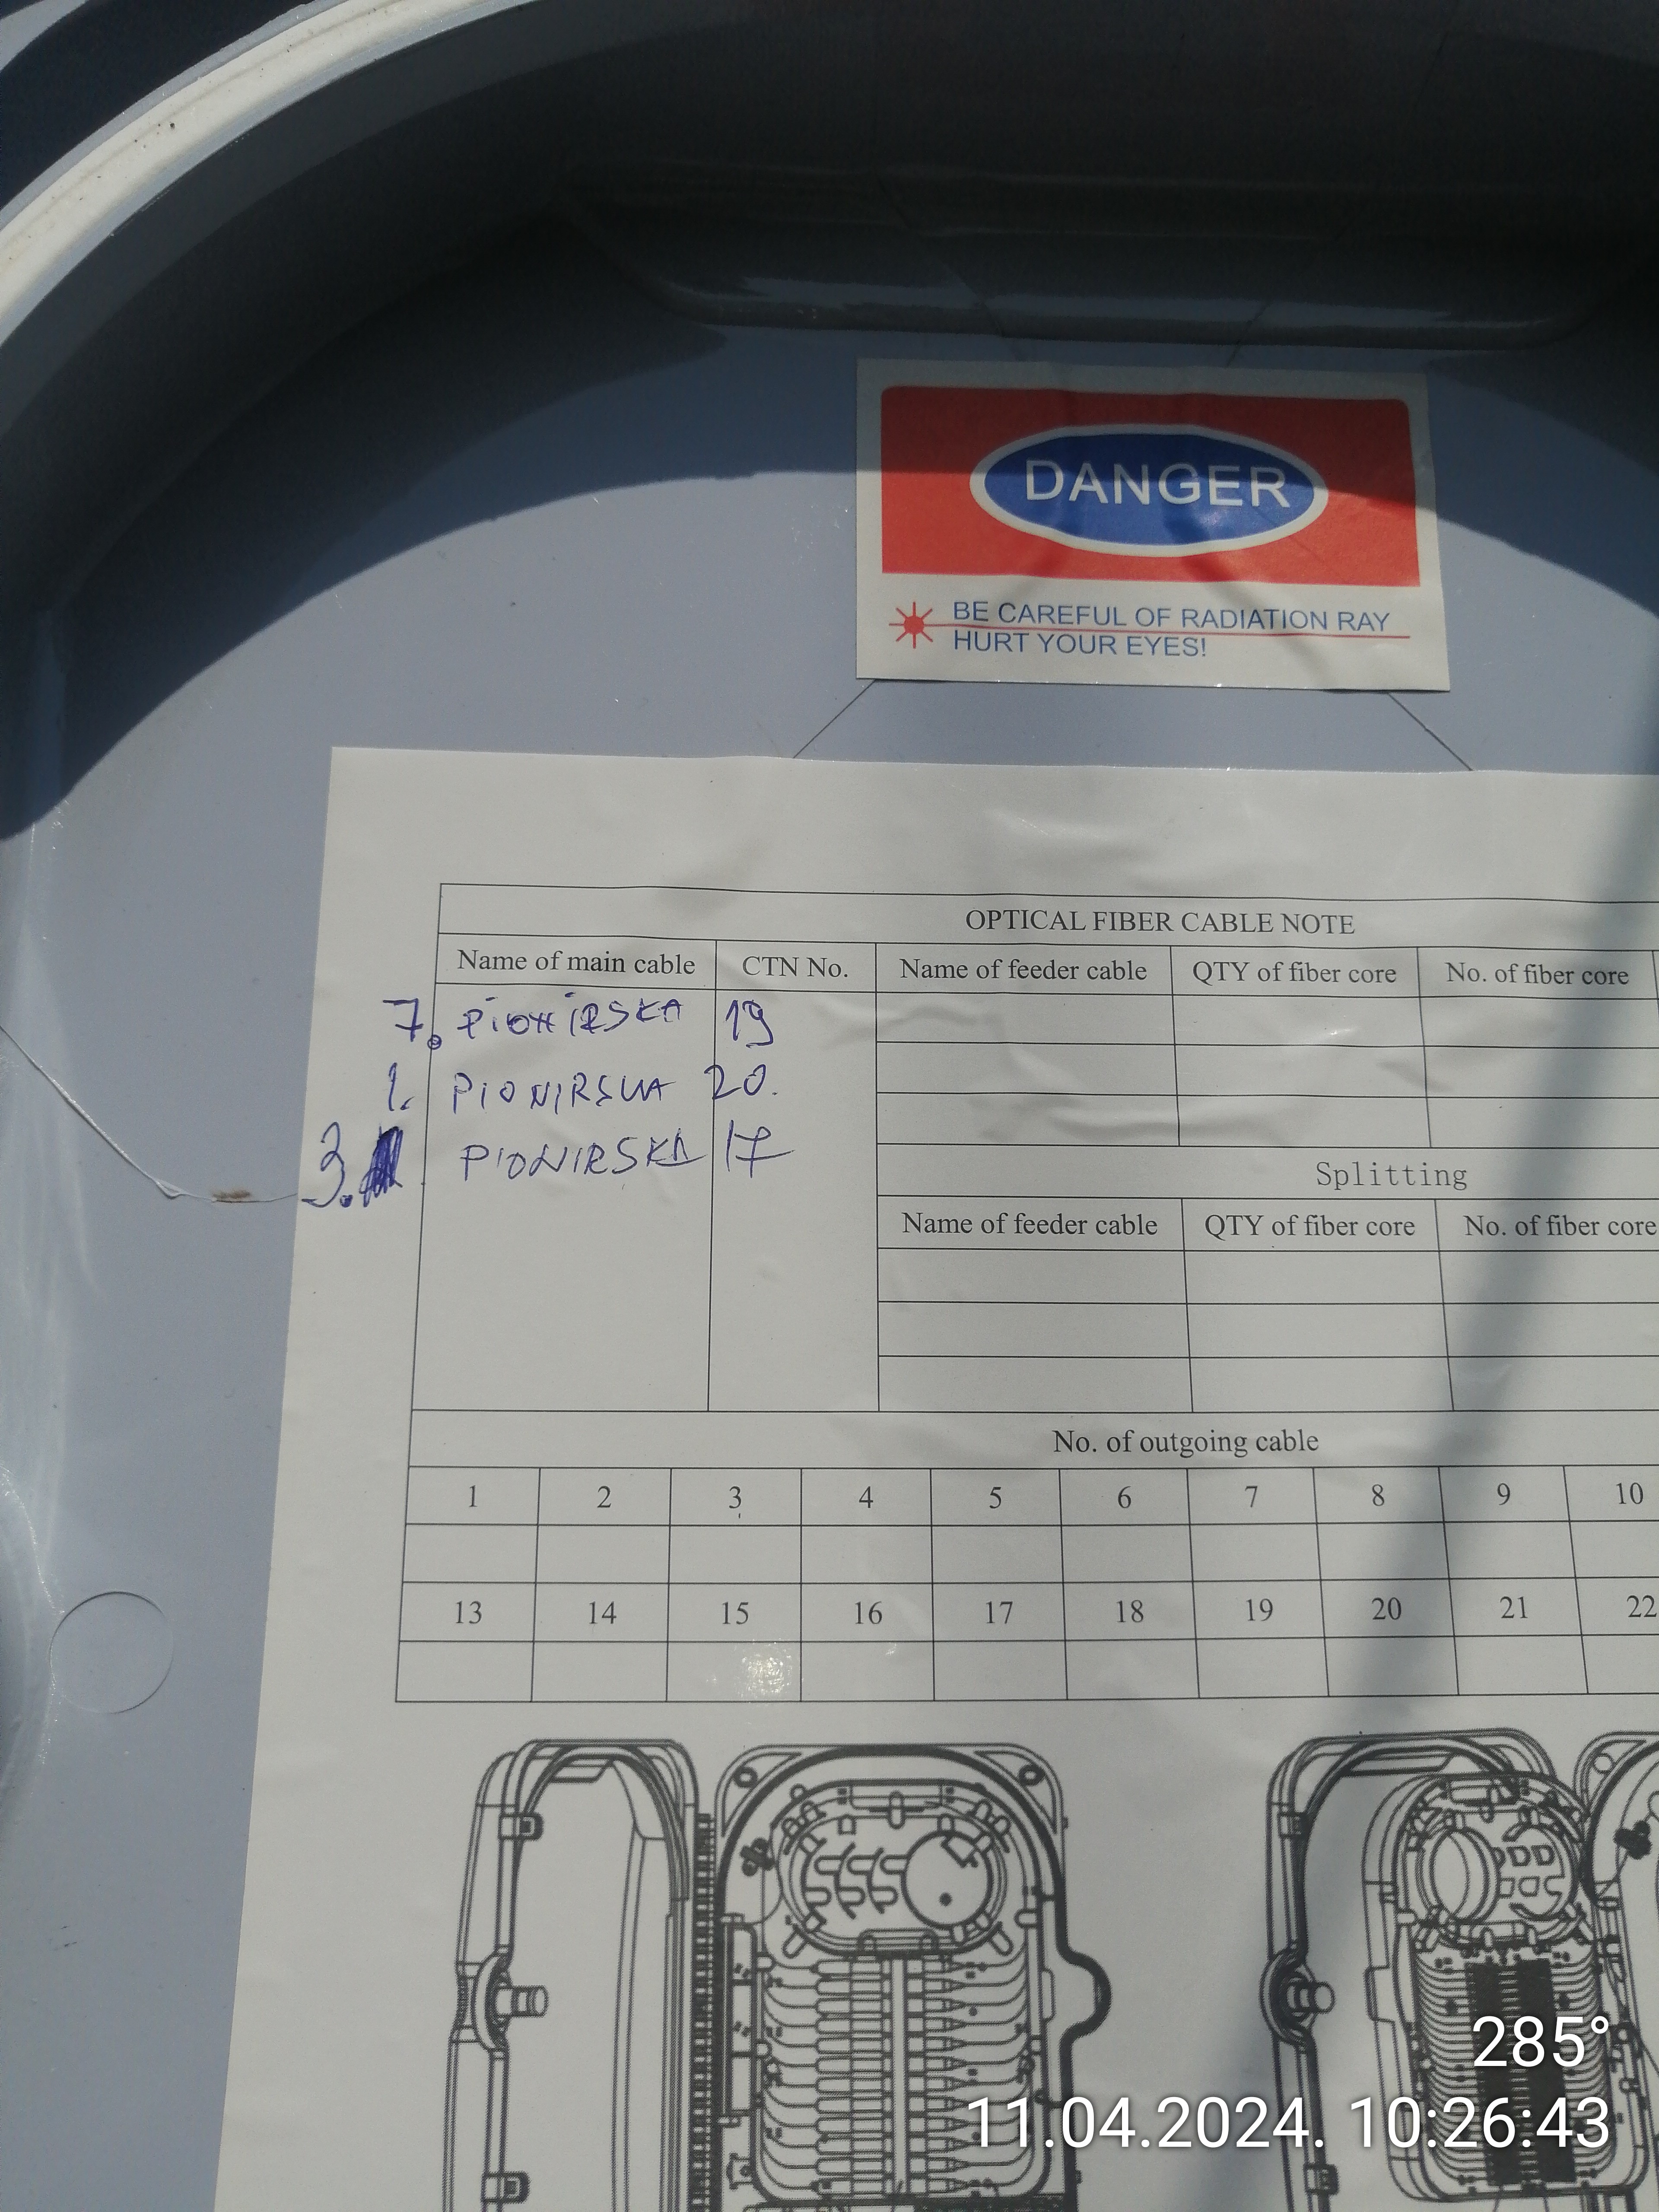 DANGER
BE CAREFUL OF RADIATION RAY
HURT YOUR EYES!
OPTICAL FIBER CABLE NOTE
Name of main cable CTN No. Name of feeder cable QTY of fiber core No. of fiber core
7. PIONIRSKA 19
1. PIONIRSKA 20.
3. PIONIRSKA 17
Splitting
Name of feeder cable QTY of fiber core No. of fiber core
No. of outgoing cable
1 2 3 4 5 6 7 8 9 10
13 14 15 16 17 18 19 20 21 22
285°
11.04.2024. 10:26:43